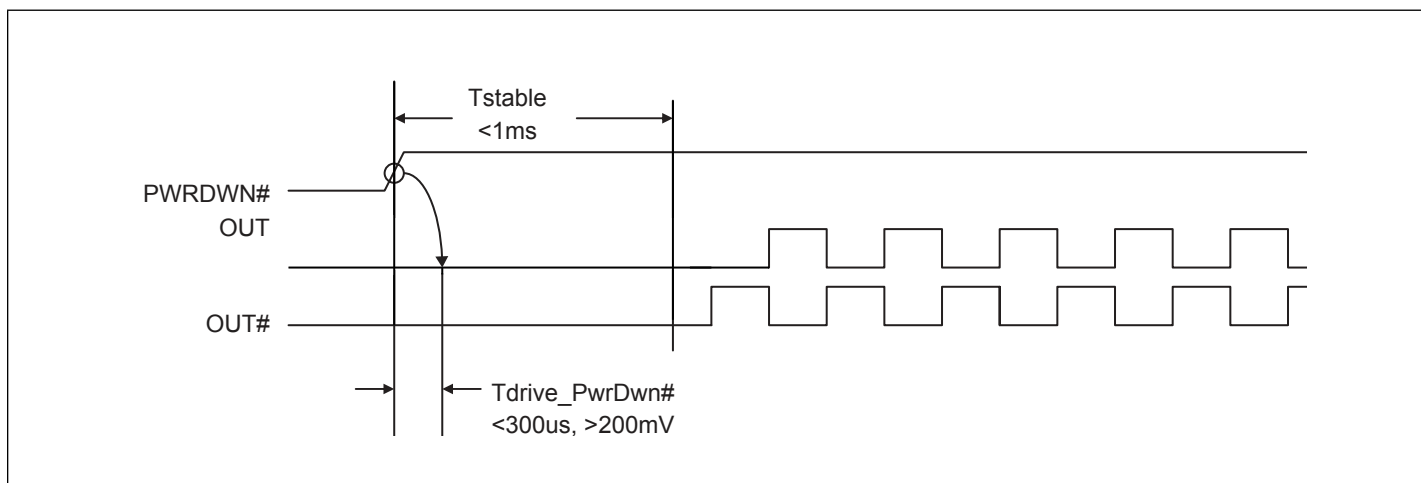 Tstable
<1ms
PWRDWN#
OUT
OUT#
Tdrive_PwrDwn#
<300us, >200mV